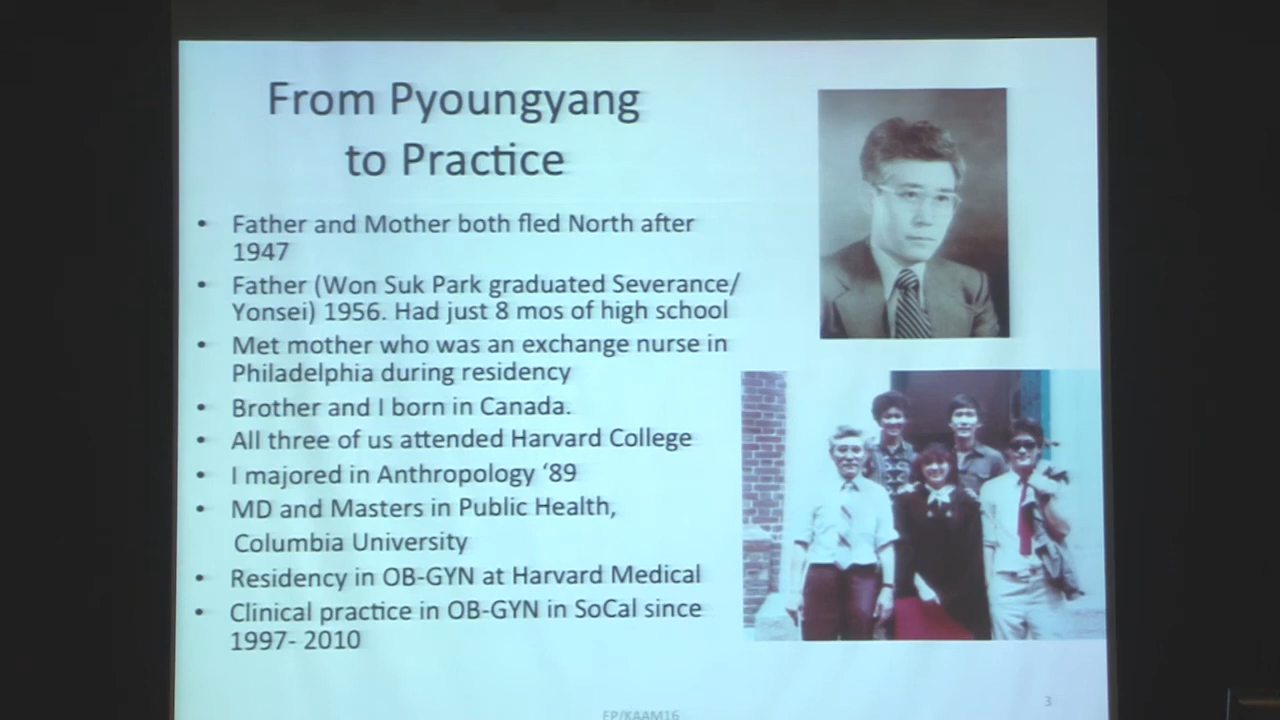 From Pyoungyang
to Practice
• Father and Mother both fled North after
1947
• Father (Won Suk Park graduated Severance/
Yonsei) 1956. Had just 8 mos of high school
• Met mother who was an exchange nurse in
Philadelphia during residency
• Brother and I born in Canada.
• All three of us attended Harvard College
• I majored in Anthropology ‘89
• MD and Masters in Public Health,
Columbia University
• Residency in OB-GYN at Harvard Medical
• Clinical practice in OB-GYN in SoCal since
1997- 2010
3
EP/KAAM16